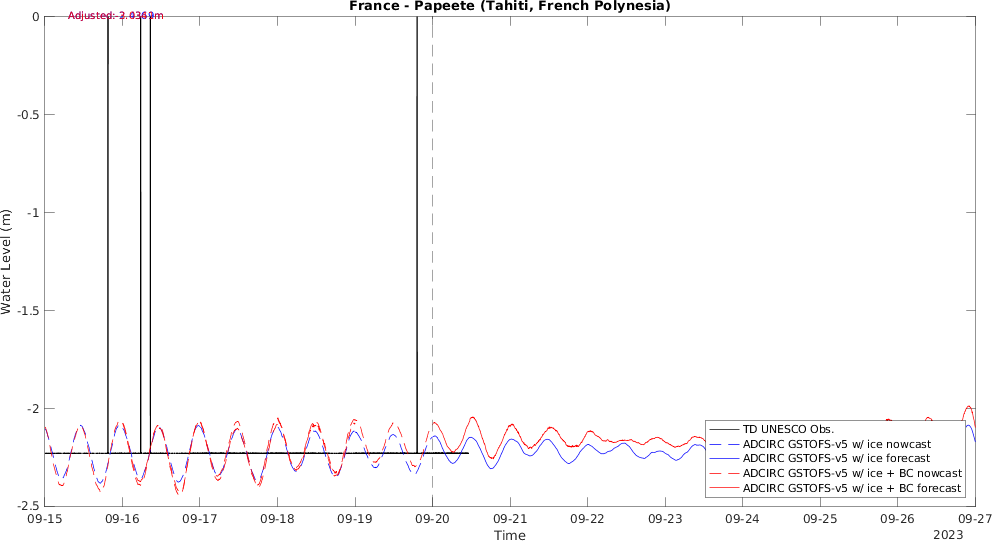 France - Papeete (Tahiti, French Polynesia)
Adjusted:
0
-0.5
-1
-1.5
-2
-2.5
Water Level (m)
TD UNESCO Obs.
ADCIRC GSTOFS-v5 w/ ice nowcast
ADCIRC GSTOFS-v5 w/ ice forecast
ADCIRC GSTOFS-v5 w/ ice + BC nowcast
ADCIRC GSTOFS-v5 w/ ice + BC forecast
09-15 09-16 09-17 09-18 09-19 09-20 09-21 09-22 09-23 09-24 09-25 09-26 09-27
Time
2023